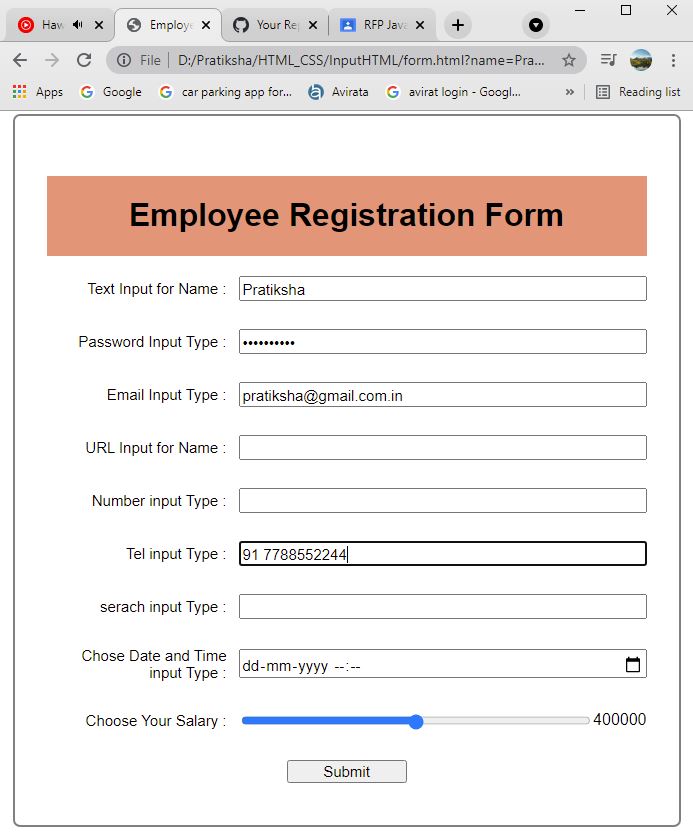 Haw
Employe
Your Rep
RFP Java
File
D:/Pratiksha/HTML_CSS/InputHTML/form.html?name=Pra...
Apps
Google
car parking app for...
Avirata
avirat login - Googl...
»
Reading list
Employee Registration Form
Text Input for Name :
Pratiksha
Password Input Type :
••••••••••
Email Input Type :
pratiksha@gmail.com.in
URL Input for Name :
Number input Type :
Tel input Type :
91 7788552244
serach input Type :
Chose Date and Time
input Type :
dd-mm-yyyy --:--
Choose Your Salary :
400000
Submit